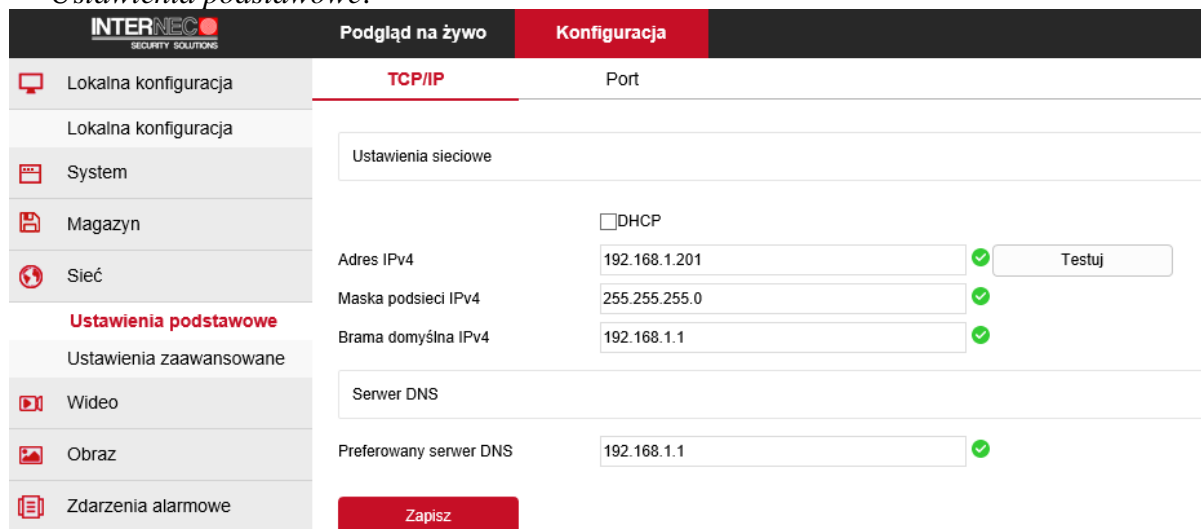 Ustawienia podstawowe.
INTERNEC
SECURITY SOLUTIONS
Podgląd na żywo
Konfiguracja
Lokalna konfiguracja
Lokalna konfiguracja
System
Magazyn
Sieć
Ustawienia podstawowe
Ustawienia zaawansowane
Wideo
Obraz
Zdarzenia alarmowe
TCP/IP
Port
Ustawienia sieciowe
DHCP
Adres IPv4 192.168.1.201 Testuj
Maska podsieci IPv4 255.255.255.0
Brama domyślna IPv4 192.168.1.1
Serwer DNS
Preferowany serwer DNS 192.168.1.1
Zapisz